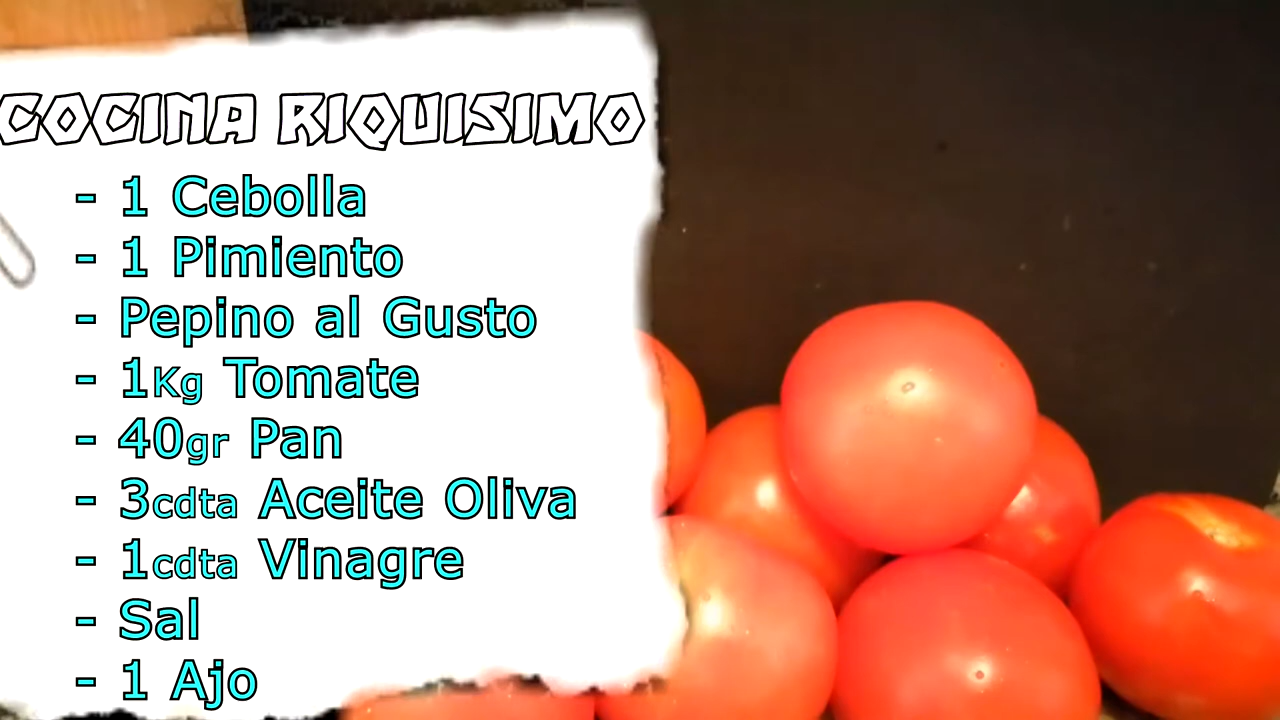 COCINA RIQUISIMO
- 1 Cebolla
- 1 Pimiento
- Pepino al Gusto
- 1Kg Tomate
- 40gr Pan
- 3cdta Aceite Oliva
- 1cdta Vinagre
- Sal
- 1 Ajo